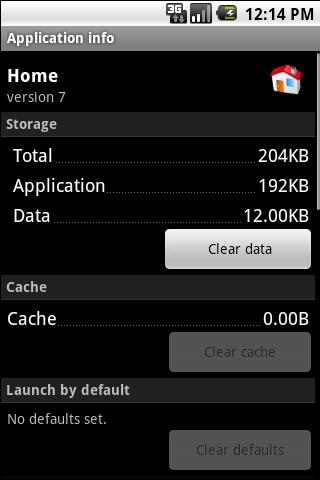 3G 12:14 PM
Application info
Home
version 7
Storage
Total 204KB
Application 192KB
Data 12.00KB
Clear data
Cache
Cache 0.00B
Clear cache
Launch by default
No defaults set.
Clear defaults